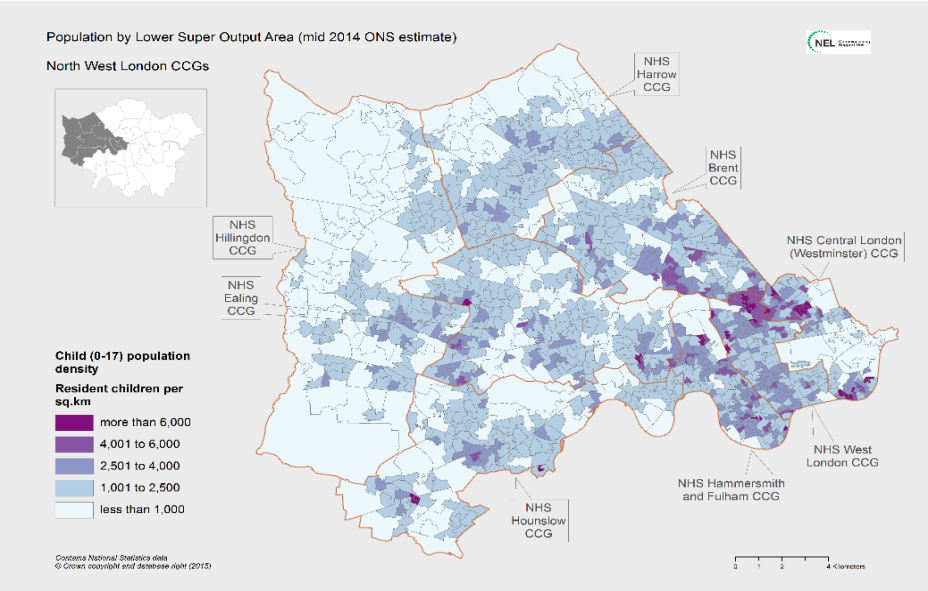 Population by Lower Super Output Area (mid 2014 ONS estimate)
North West London CCGs
NEL Commissioning
Support Unit
NHS
Harrow
CCG
NHS
Brent
CCG
NHS
Hillingdon
CCG
NHS Central London
(Westminster) CCG
NHS
Ealing
CCG
Child (0-17) population
density
Resident children per
sq.km
more than 6,000
4,001 to 6,000
2,501 to 4,000
1,001 to 2,500
less than 1,000
NHS West
London CCG
NHS Hammersmith
and Fulham CCG
NHS
Hounslow
CCG
Contains National Statistics data
© Crown copyright and database right (2015)
0 1 2 4 Kilometers